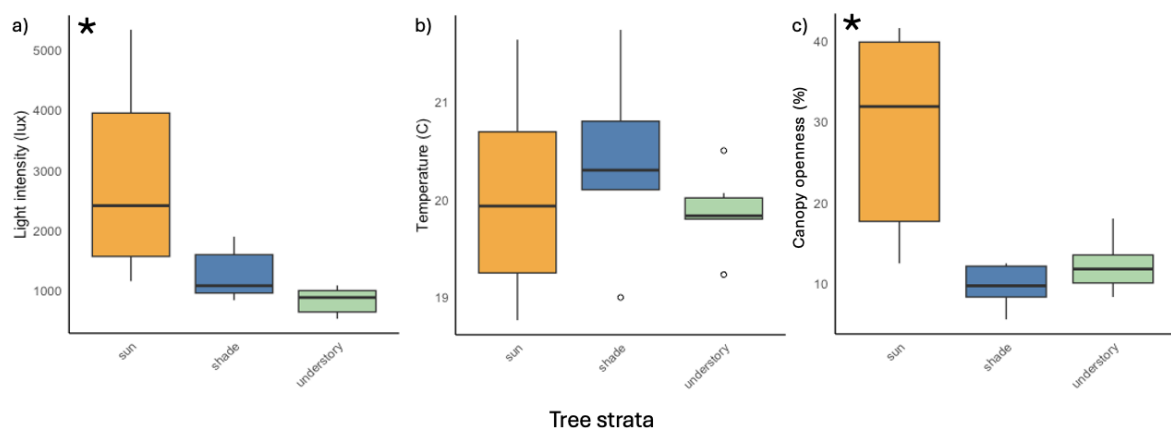 a)
*
Light intensity (lux)
5000
4000
3000
2000
1000
sun
shade
understory
b)
Temperature (C)
21
20
19
sun
shade
understory
c)
*
Canopy openness (%)
40
30
20
10
sun
shade
understory
Tree strata